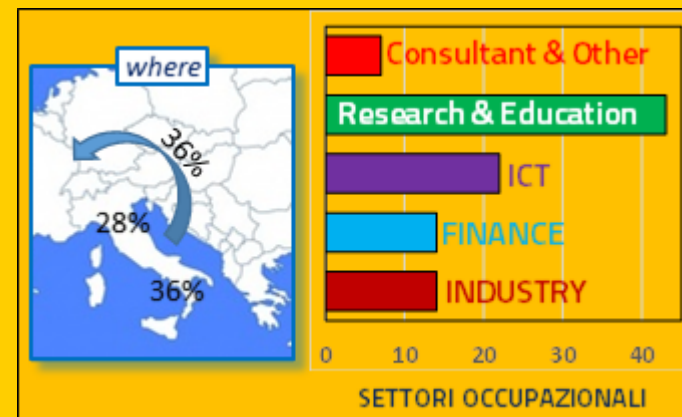 where
36%
28%
36%
Consultant & Other
Research & Education
ICT
FINANCE
INDUSTRY
0 10 20 30 40
SETTORI OCCUPAZIONALI